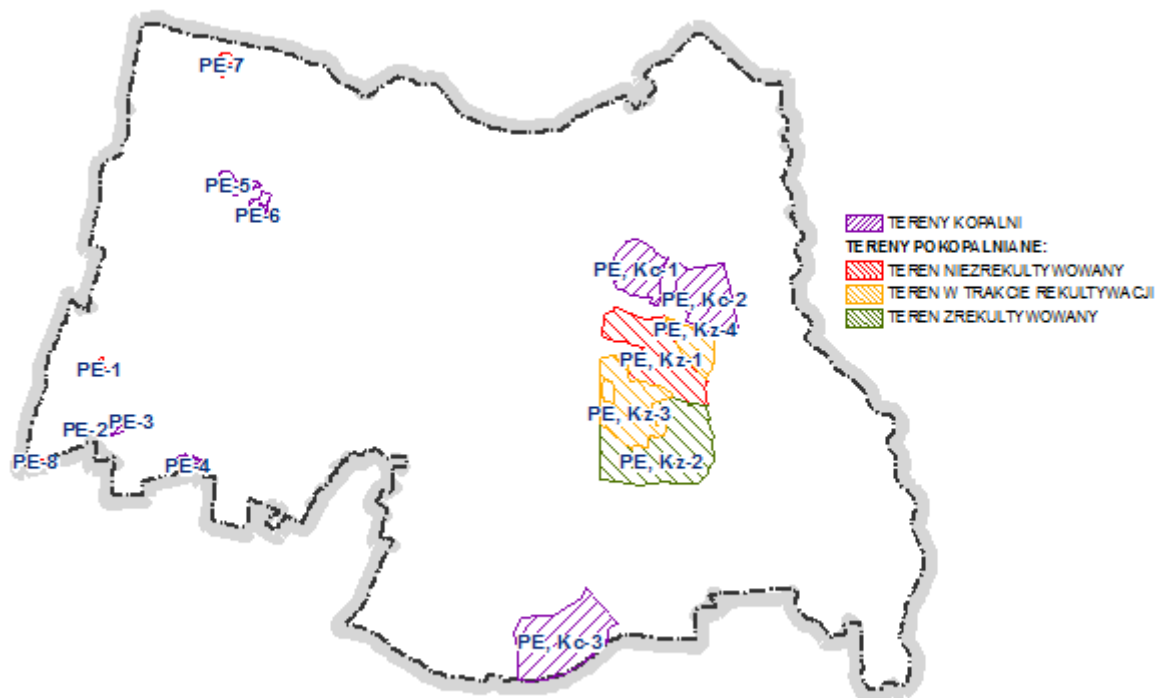 PE-7
PE-5
PE-6
TERENY KOPALNI
TERENY POKOPALNIANE:
PE, Kc-1
TEREN NIEZREKULTYWOWANY
PE, Kc-2
TEREN W TRAKCIE REKULTYWACJI
TEREN ZREKULTYWOWANY
PE, Kz-4
PE, Kz-1
PE-1
PE, Kz-3
PE-3
PE-2
PE-8
PE-4
PE, Kz-2
PE, Kc-3